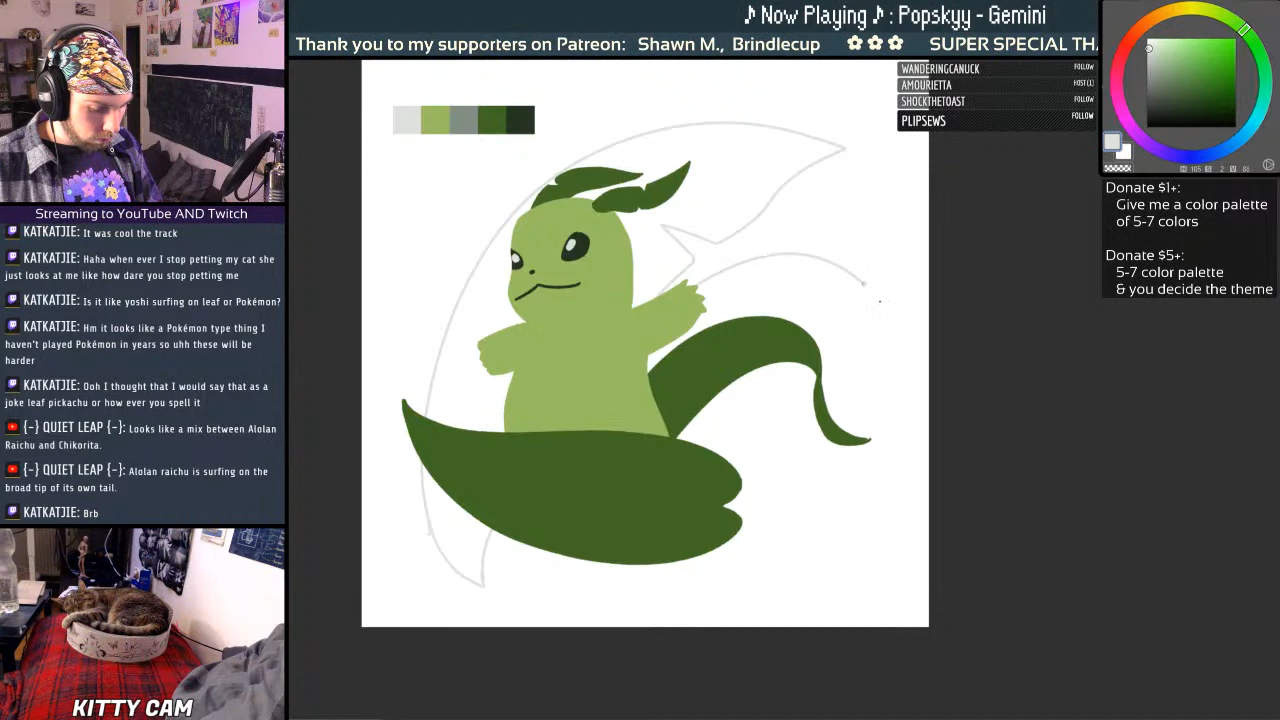 ♪ Now Playing ♪ : Popskyy - Gemini
Thank you to my supporters on Patreon: Shawn M., Brindlecup ✿ ✿ ✿ SUPER SPECIAL THA
WANDERINGCANUCK FOLLOW
AMOURIETTA HOST(1)
SHOCKTHETOAST FOLLOW
PLIPSEWS FOLLOW
Donate $1+:
Give me a color palette
of 5-7 colors
Donate $5+:
5-7 color palette
& you decide the theme
Streaming to YouTube AND Twitch
KATKATJIE: It was cool the track
KATKATJIE: Haha when ever I stop petting my cat she
just looks at me like how dare you stop petting
me
KATKATJIE: Is it like yoshi surfing on leaf or Pokémon?
KATKATJIE: Hm it looks like a Pokémon type thing I
haven't played Pokémon in years so uhh these will be
harder
KATKATJIE: Ooh I thought that I would say that as a
joke leaf pickachu or how ever you spell it
{-} QUIET LEAP {-}: Looks like a mix between Alolan
Raichu and Chikorita.
{-} QUIET LEAP {-}: Alolan raichu is surfing on the
broad tip of its own tail.
KATKATJIE: Brb
KITTY CAM